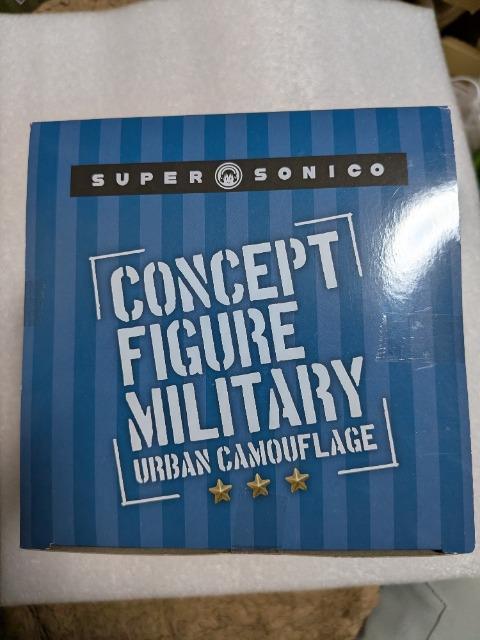 SUPER SONICO
CONCEPT
FIGURE
MILITARY
URBAN CAMOUFLAGE